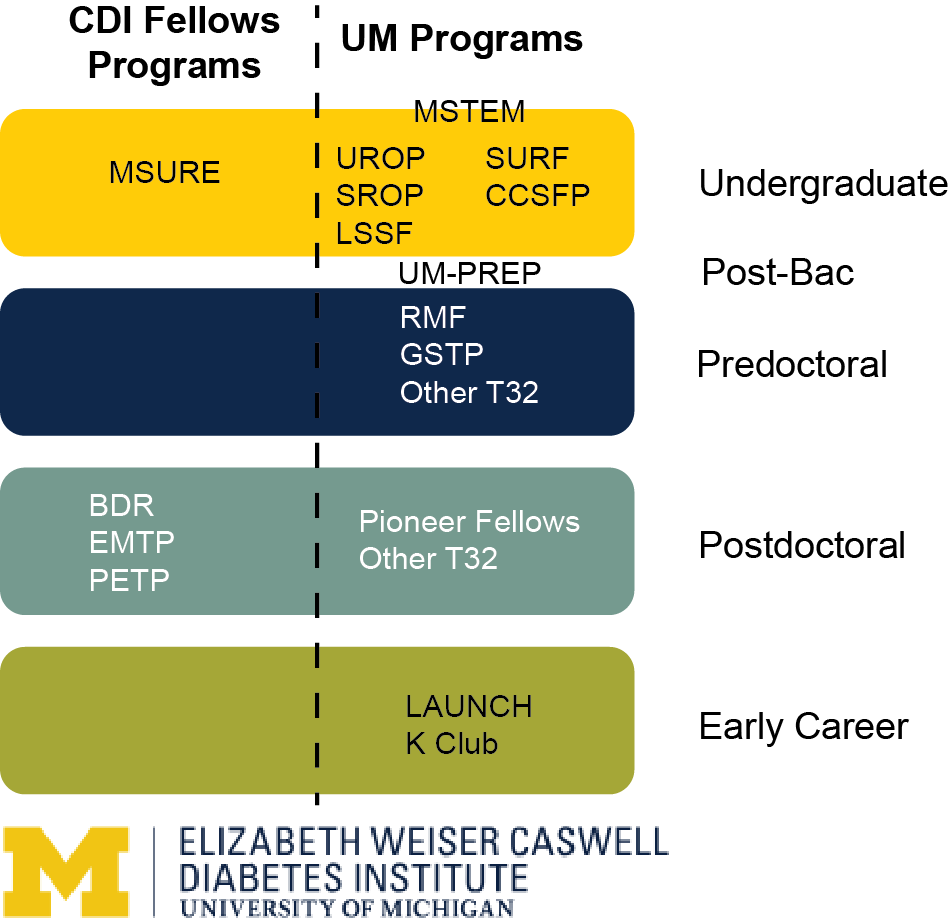 CDI Fellows
Programs
UM Programs
MSTEM
MSURE
UROP
SROP
LSSF
SURF
CCSFP
Undergraduate
UM-PREP
Post-Bac
RMF
GSTP
Other T32
Predoctoral
BDR
EMTP
PETP
Pioneer Fellows
Other T32
Postdoctoral
LAUNCH
K Club
Early Career
M
ELIZABETH WEISER CASWELL
DIABETES INSTITUTE
UNIVERSITY OF MICHIGAN